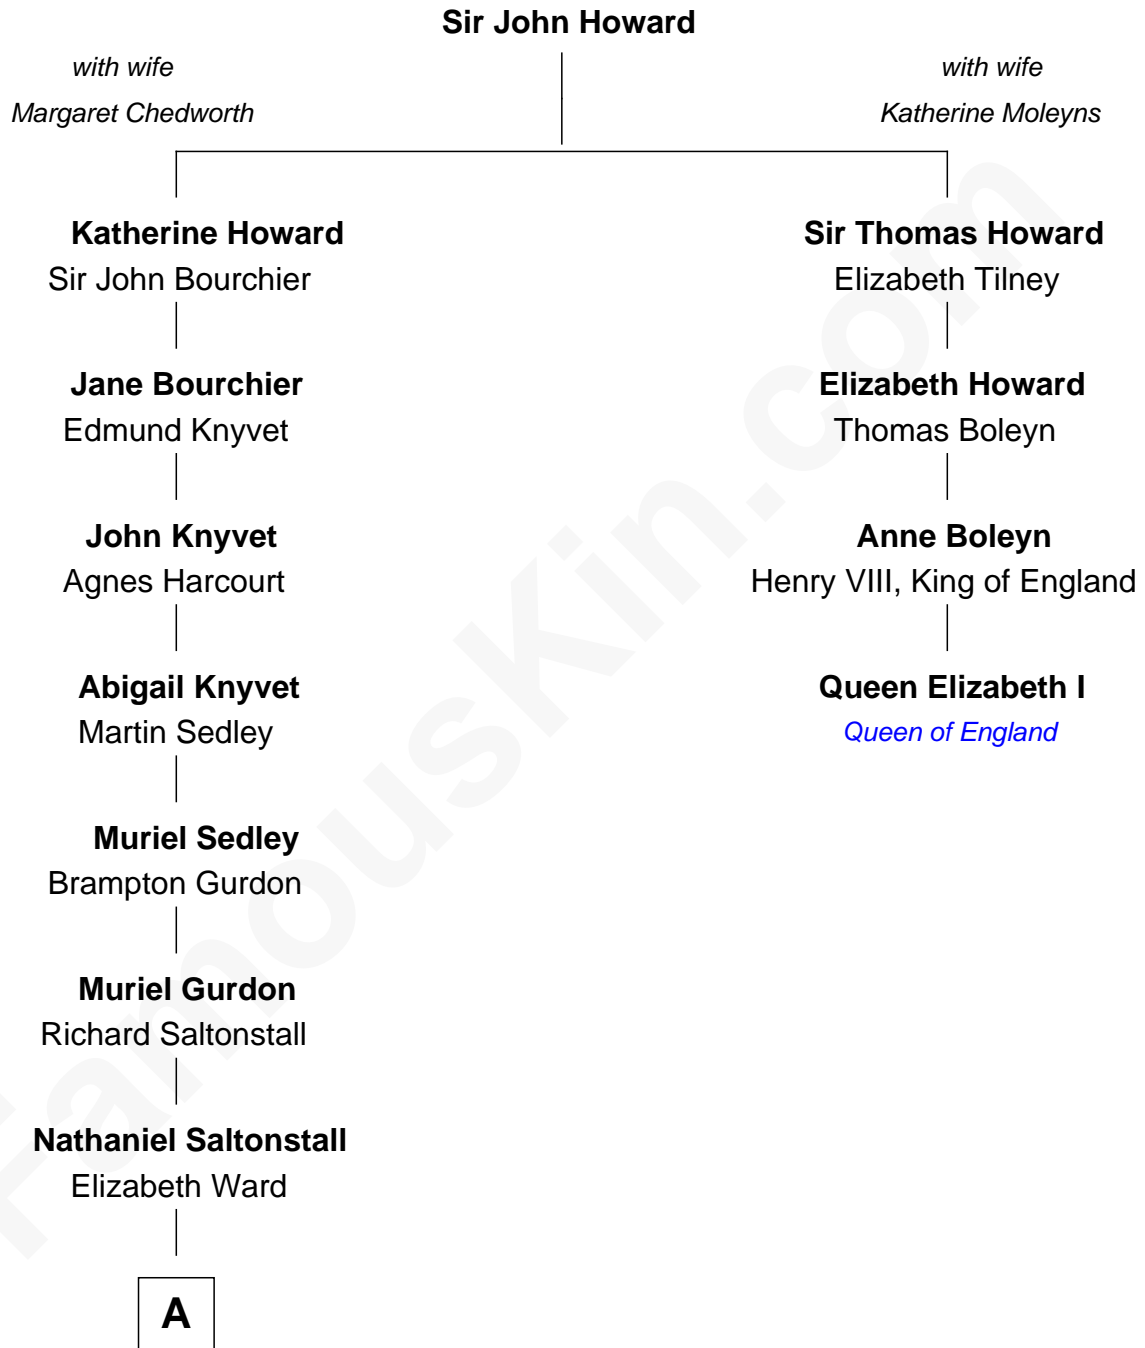 Sir John Howard
with wife
Margaret Chedworth
with wife
Katherine Moleyns
Katherine Howard
Sir John Bourchier
Sir Thomas Howard
Elizabeth Tilney
Jane Bourchier
Edmund Knyvet
Elizabeth Howard
Thomas Boleyn
John Knyvet
Agnes Harcourt
Anne Boleyn
Henry VIII, King of England
Abigail Knyvet
Martin Sedley
Queen Elizabeth I
Queen of England
Muriel Sedley
Brampton Gurdon
Muriel Gurdon
Richard Saltonstall
Nathaniel Saltonstall
Elizabeth Ward
A
FamousKin.com